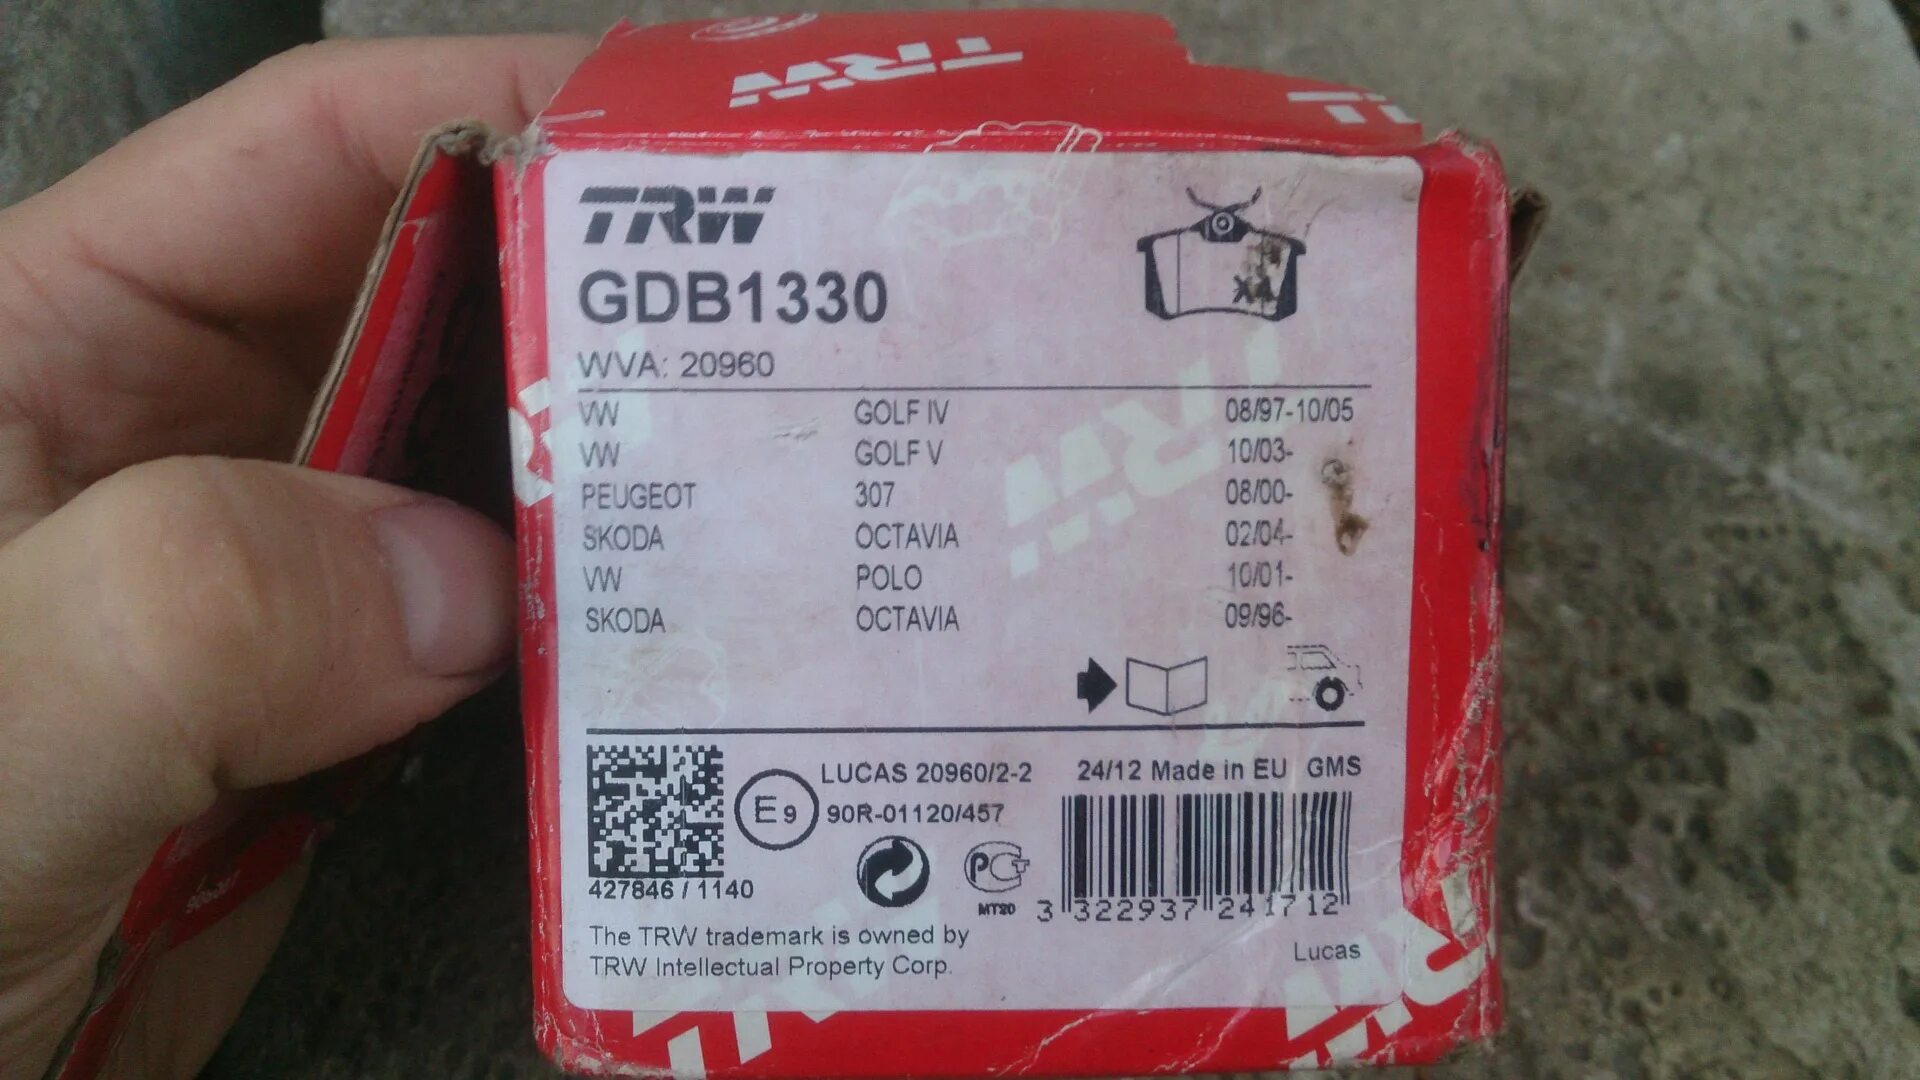 TRW
TRW
GDB1330
X4
WVA: 20960
VW GOLF IV 08/97-10/05
VW GOLF V 10/03-
PEUGEOT 307 08/00-
SKODA OCTAVIA 02/04-
VW POLO 10/01-
SKODA OCTAVIA 09/96-
LUCAS 20960/2-2 24/12 Made in EU GMS
E9 90R-01120/457
427846 / 1140
MT20
3 322937 241712
The TRW trademark is owned by
TRW Intellectual Property Corp.
Lucas
TRW